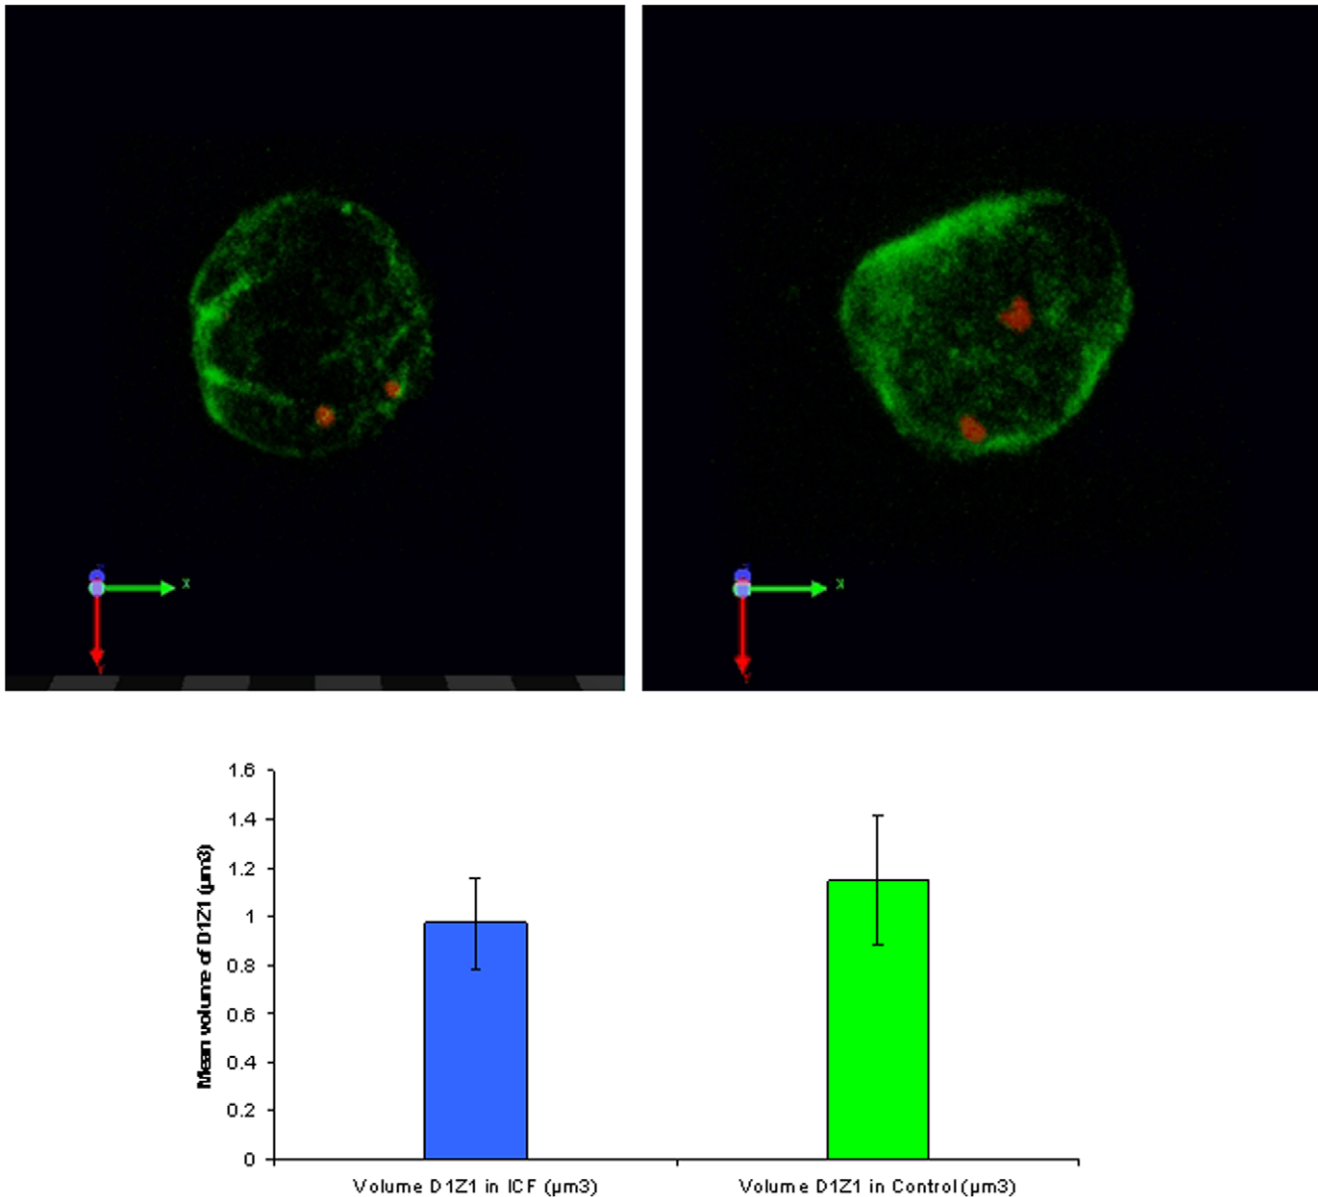 X
Y
X
Y
1.6
1.4
1.2
1
0.8
0.6
0.4
0.2
0
Mean volume of D1Z1 (µm3)
Volume D1Z1 in ICF (µm3)
Volume D1Z1 in Control (µm3)